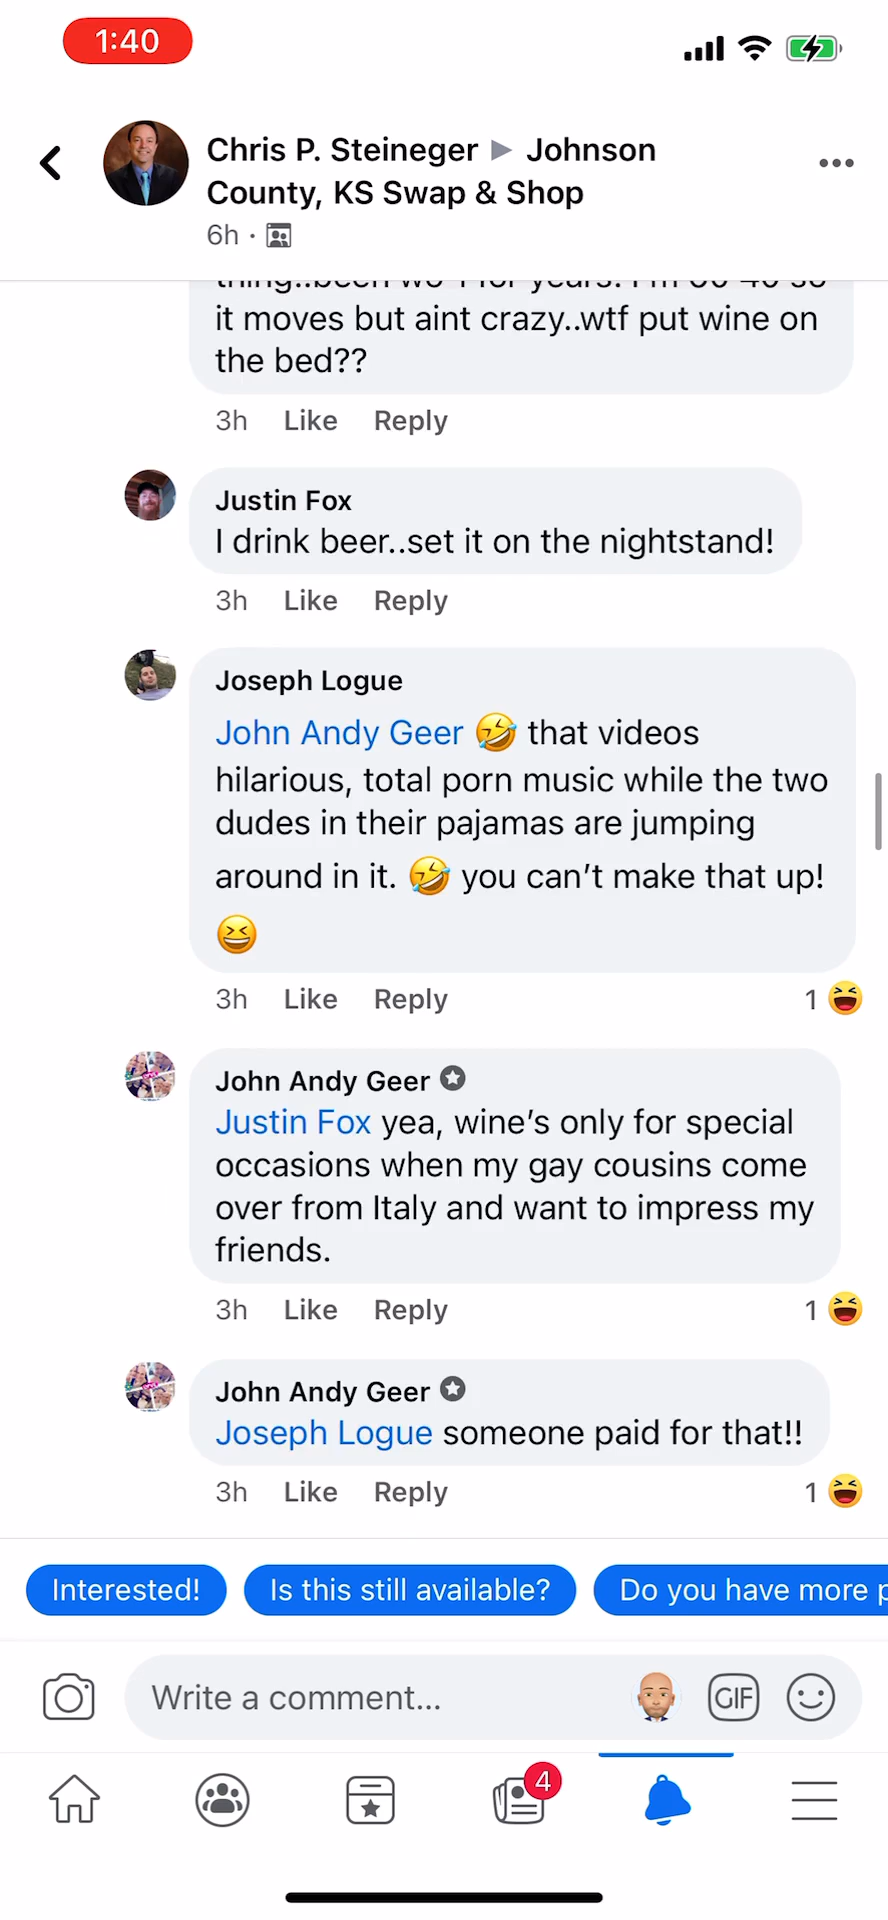 1:40
Chris P. Steineger ▶ Johnson
County, KS Swap & Shop
6h ·
it moves but aint crazy..wtf put wine on
the bed??
3h Like Reply
Justin Fox
I drink beer..set it on the nightstand!
3h Like Reply
Joseph Logue
John Andy Geer 🤣 that videos
hilarious, total porn music while the two
dudes in their pajamas are jumping
around in it. 🤣 you can't make that up!
😆
3h Like Reply 1
John Andy Geer
Justin Fox yea, wine's only for special
occasions when my gay cousins come
over from Italy and want to impress my
friends.
3h Like Reply 1
John Andy Geer
Joseph Logue someone paid for that!!
3h Like Reply 1
Interested! Is this still available? Do you have more
Write a comment... GIF
4